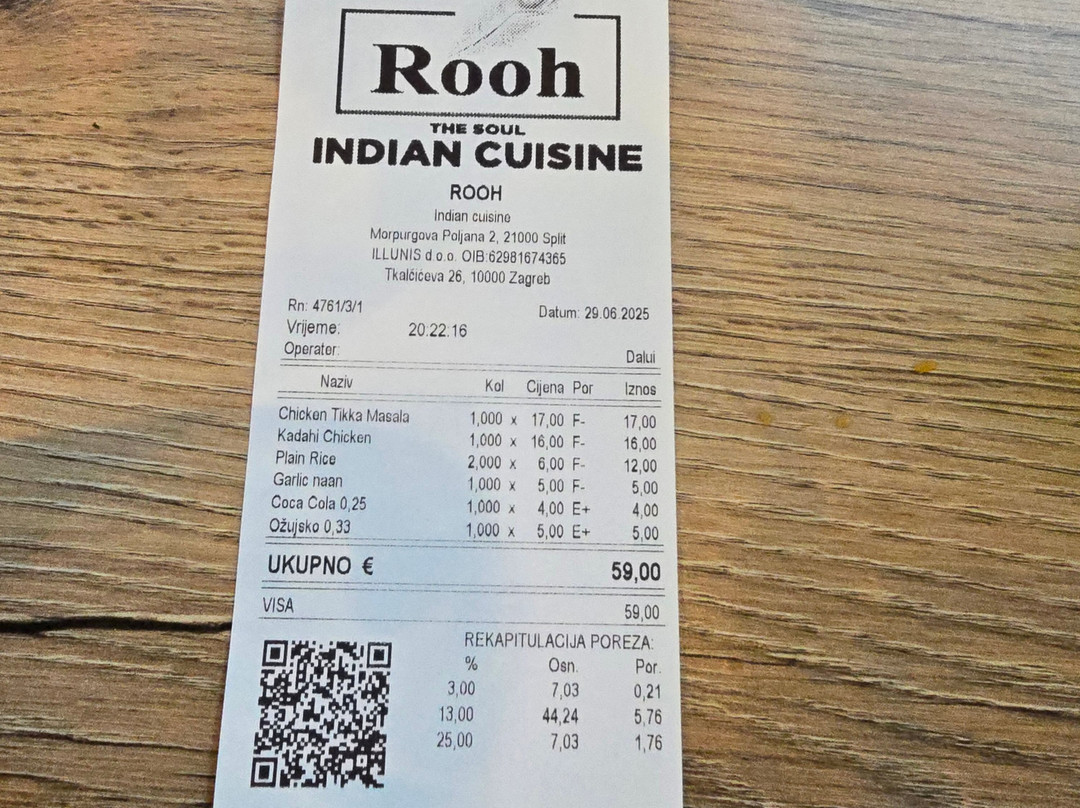 Rooh
THE SOUL
INDIAN CUISINE
ROOH
Indian cuisine
Morpurgova Poljana 2, 21000 Split
ILLUNIS d.o.o. OIB:62981674365
Tkalčićeva 26, 10000 Zagreb
Rn: 4761/3/1 Datum: 29.06.2025
Vrijeme: 20:22:16
Operater: Dalui
Naziv Kol Cijena Por Iznos
Chicken Tikka Masala 1,000 x 17,00 F- 17,00
Kadahi Chicken 1,000 x 16,00 F- 16,00
Plain Rice 2,000 x 6,00 F- 12,00
Garlic naan 1,000 x 5,00 F- 5,00
Coca Cola 0,25 1,000 x 4,00 E+ 4,00
Ožujsko 0,33 1,000 x 5,00 E+ 5,00
UKUPNO € 59,00
VISA 59,00
REKAPITULACIJA POREZA:
% Osn. Por.
3,00 7,03 0,21
13,00 44,24 5,76
25,00 7,03 1,76